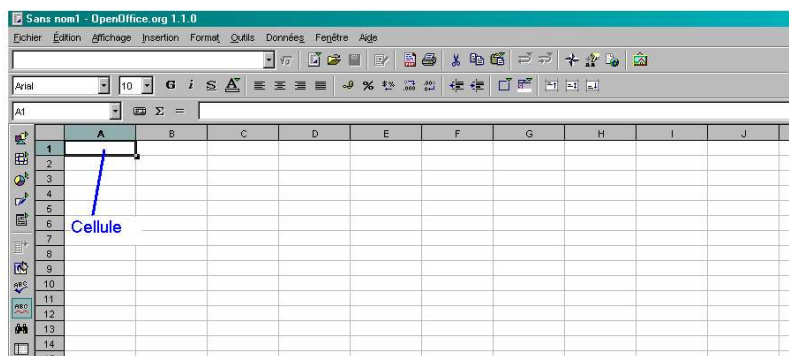 Sans nom1 - OpenOffice.org 1.1.0
Fichier Édition Affichage Insertion Format Outils Données Fenêtre Aide
Arial 10 G i S A
A1 Σ =
A B C D E F G H I J
1
2
3
4
5
6
Cellule
7
8
9
10
11
12
13
14